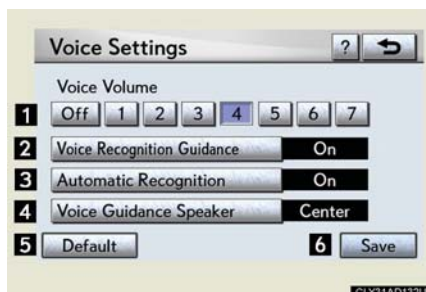 Voice Settings ?
Voice Volume
1 Off 1 2 3 4 5 6 7
2 Voice Recognition Guidance On
3 Automatic Recognition On
4 Voice Guidance Speaker Center
5 Default 6 Save